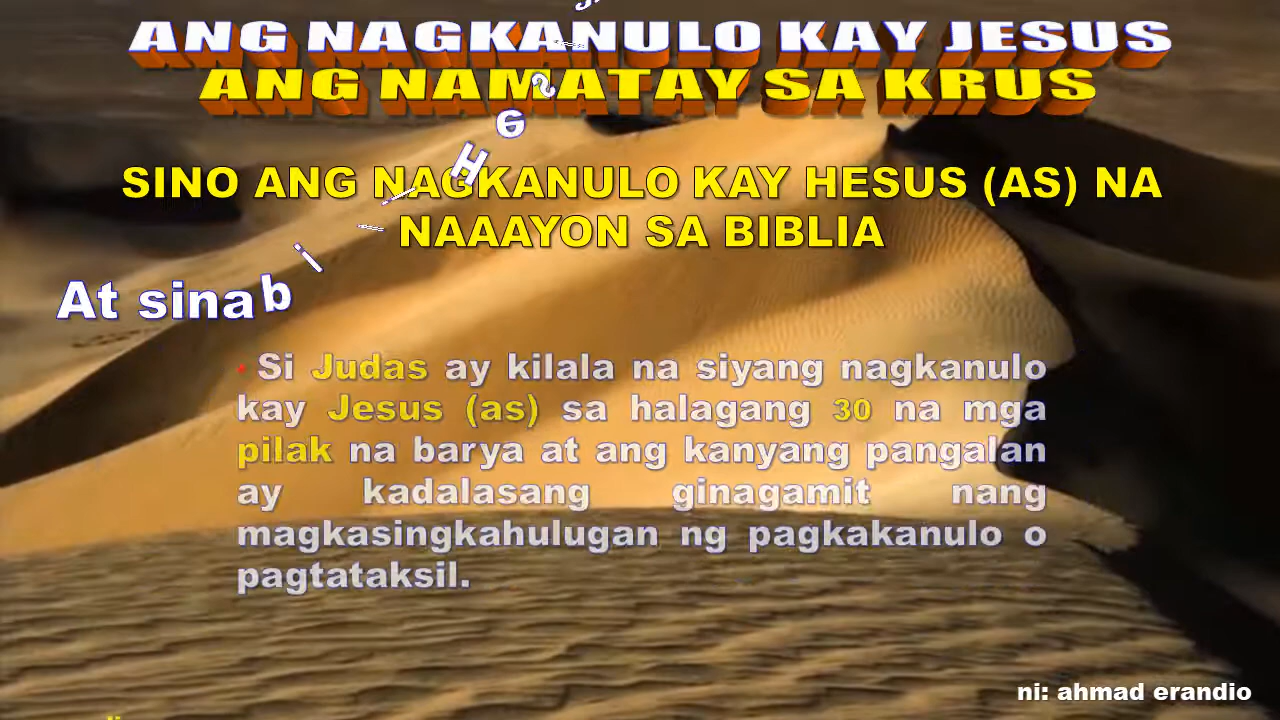 ANG NAGKANULO KAY JESUS
ANG NAMATAY SA KRUS
SINO ANG NAGKANULO KAY HESUS (AS) NA
NAAAYON SA BIBLIA
At sinabi
Si Judas ay kilala na siyang nagkanulo
kay Jesus (as) sa halagang 30 na mga
pilak na barya at ang kanyang pangalan
ay kadalasang ginagamit nang
magkasingkahulugan ng pagkakanulo o
pagtataksil.
ni: ahmad erandio